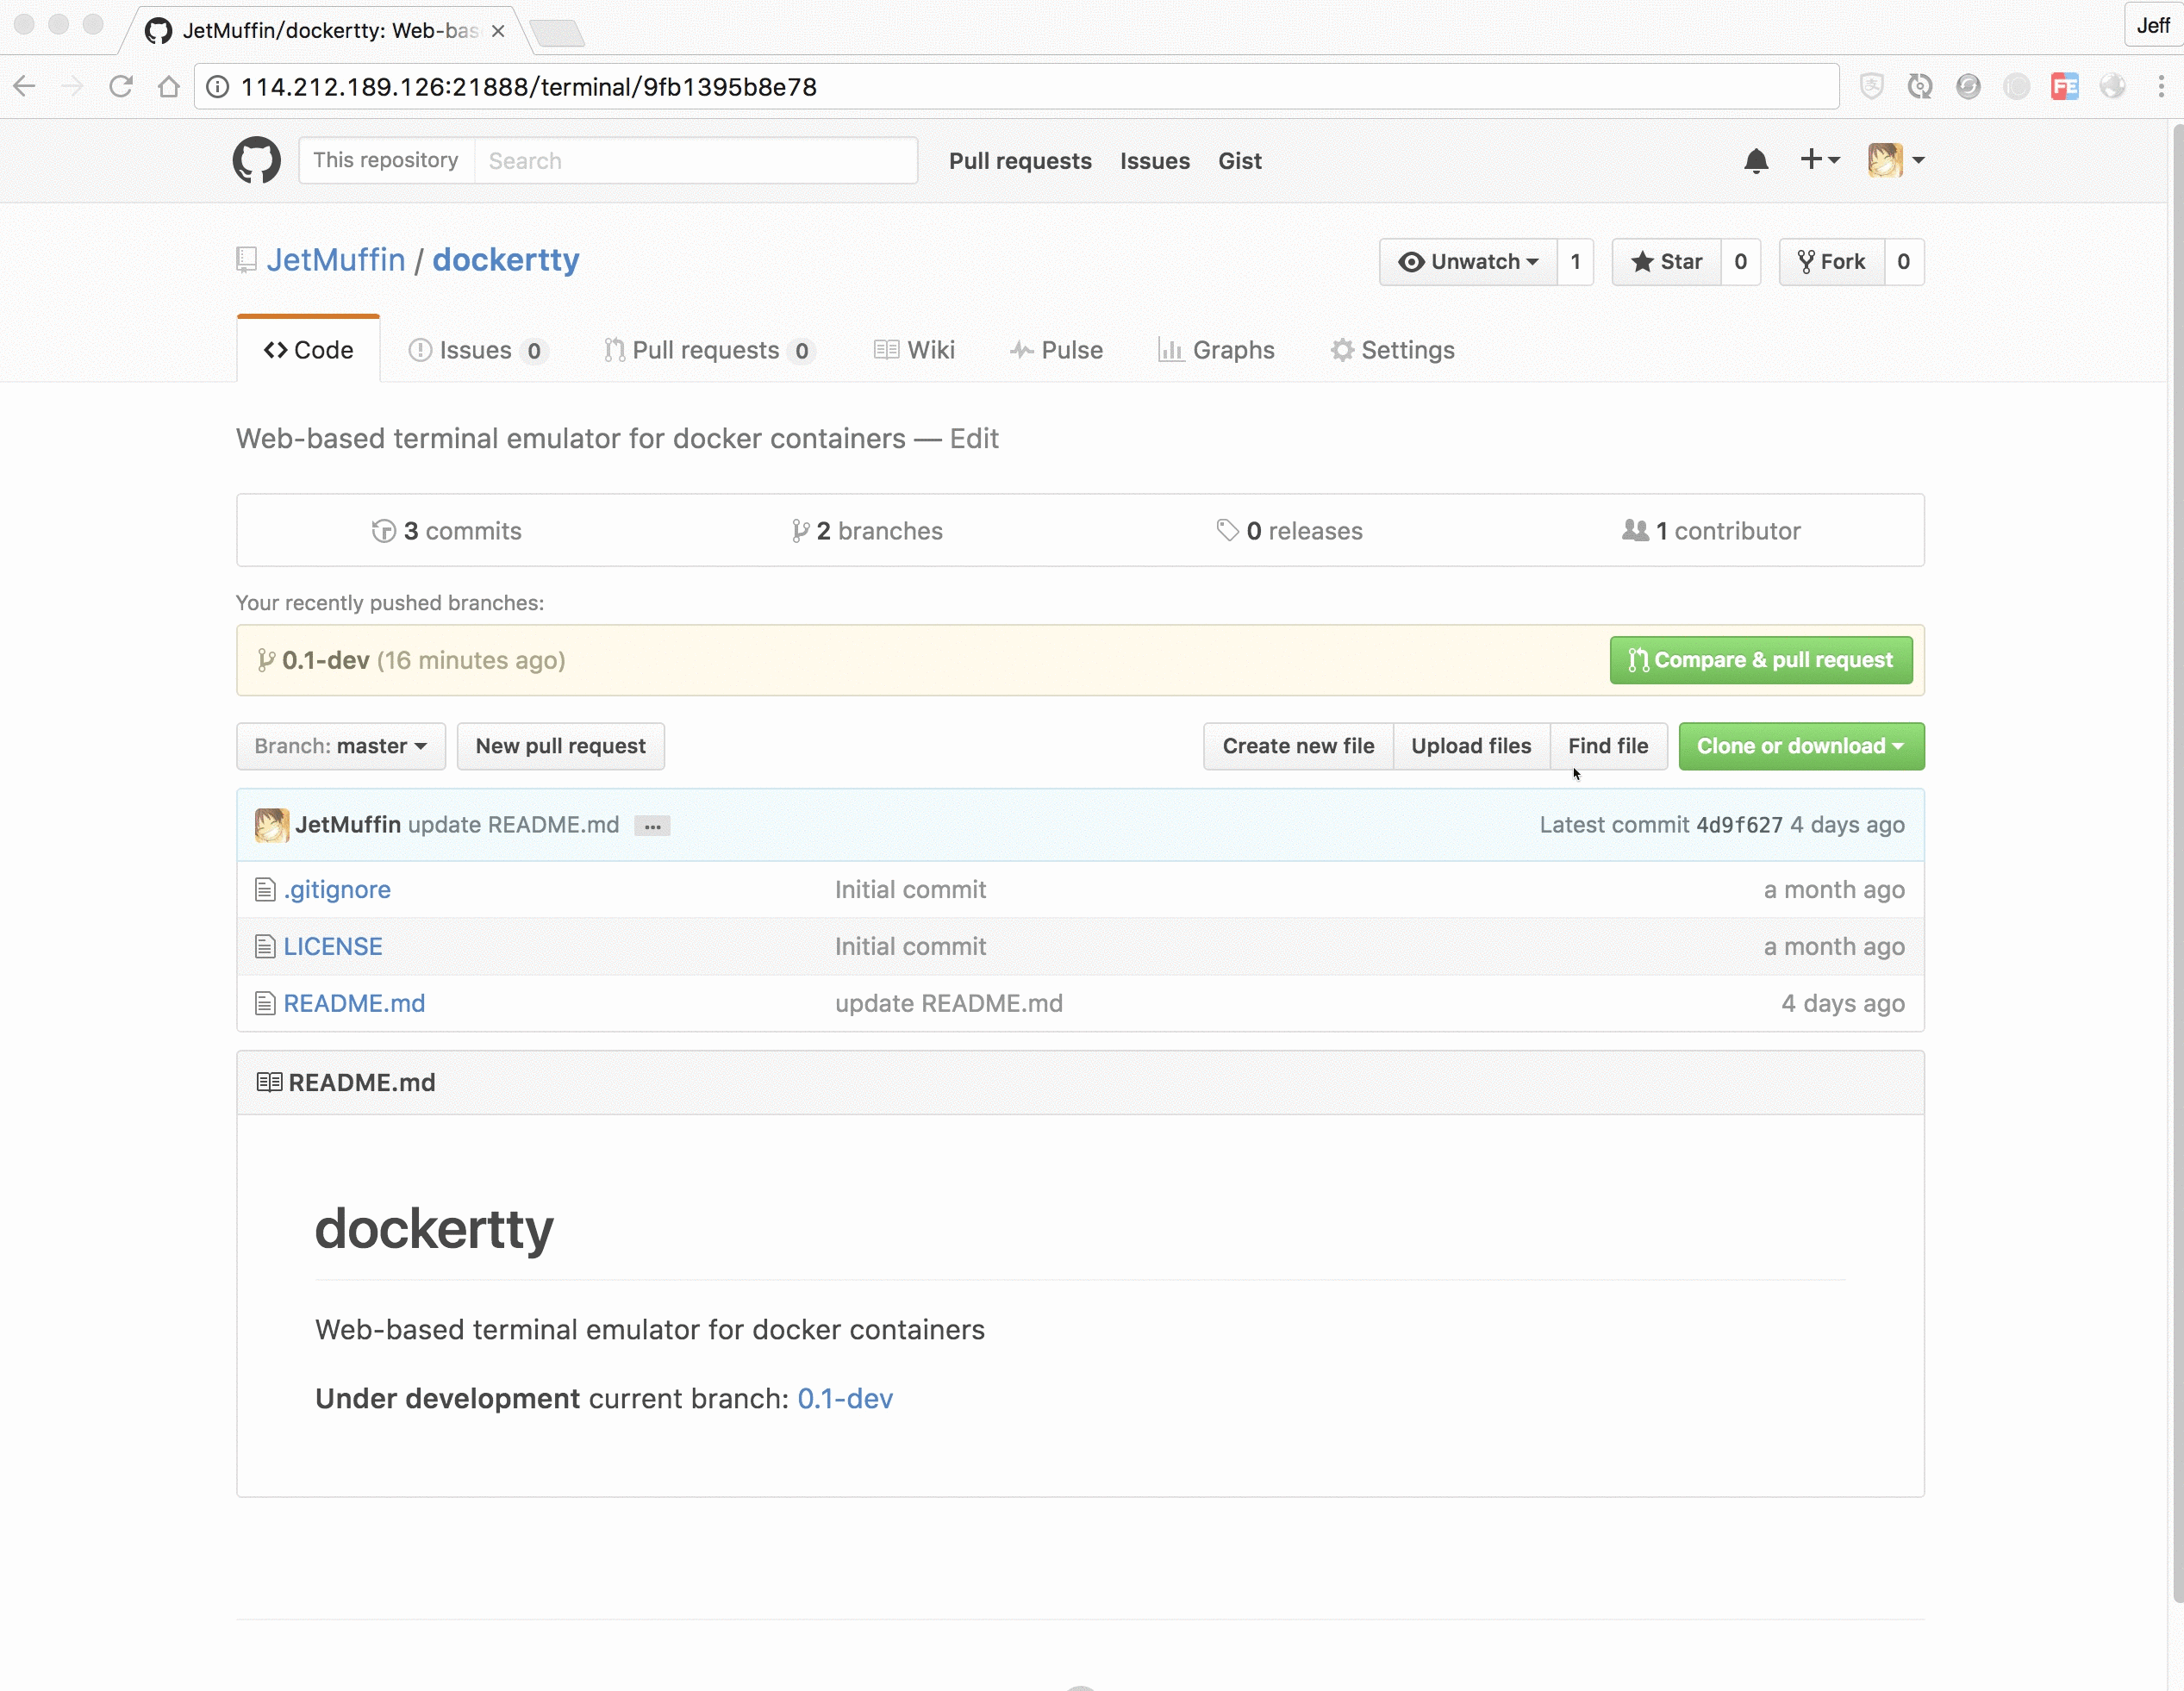 JetMuffin/dockertty: Web-bas
Jeff
114.212.189.126:21888/terminal/9fb1395b8e78
This repository Search Pull requests Issues Gist
JetMuffin / dockertty
Unwatch 1 Star 0 Fork 0
Code Issues 0 Pull requests 0 Wiki Pulse Graphs Settings
Web-based terminal emulator for docker containers — Edit
3 commits 2 branches 0 releases 1 contributor
Your recently pushed branches:
0.1-dev (16 minutes ago) Compare & pull request
Branch: master New pull request Create new file Upload files Find file Clone or download
JetMuffin update README.md ... Latest commit 4d9f627 4 days ago
.gitignore Initial commit a month ago
LICENSE Initial commit a month ago
README.md update README.md 4 days ago
README.md
dockertty
Web-based terminal emulator for docker containers
Under development current branch: 0.1-dev